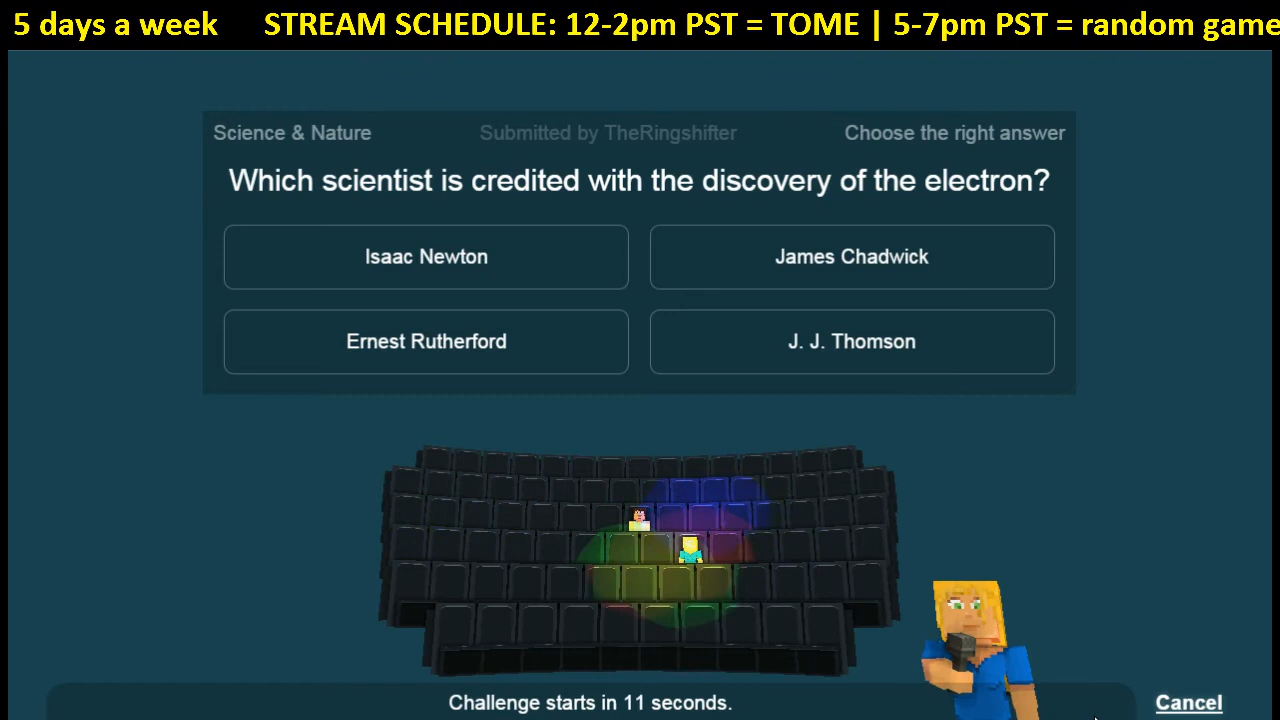 5 days a week STREAM SCHEDULE: 12-2pm PST = TOME | 5-7pm PST = random game
Science & Nature Submitted by TheRingshifter Choose the right answer
Which scientist is credited with the discovery of the electron?
Isaac Newton James Chadwick
Ernest Rutherford J. J. Thomson
Challenge starts in 11 seconds. Cancel